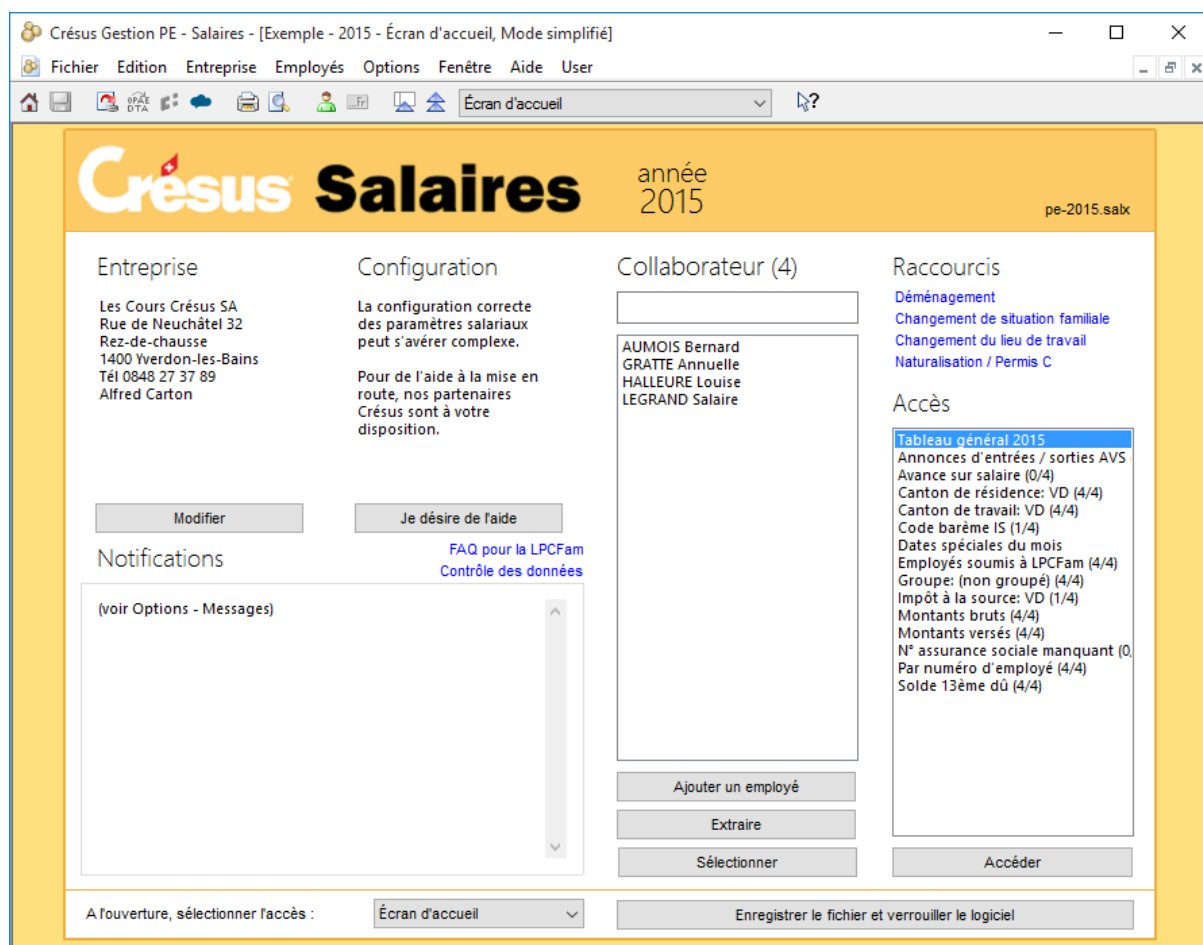 Crésus Gestion PE - Salaires - [Exemple - 2015 - Écran d'accueil, Mode simplifié]
Fichier Edition Entreprise Employés Options Fenêtre Aide User
OPAE
DTA
...Fr
Écran d'accueil
?
Crésus Salaires
année
2015
pe-2015.salx
Entreprise
Les Cours Crésus SA
Rue de Neuchâtel 32
Rez-de-chausse
1400 Yverdon-les-Bains
Tél 0848 27 37 89
Alfred Carton
Modifier
Configuration
La configuration correcte
des paramètres salariaux
peut s'avérer complexe.
Pour de l'aide à la mise en
route, nos partenaires
Crésus sont à votre
disposition.
Je désire de l'aide
Notifications
FAQ pour la LPCFam
Contrôle des données
(voir Options - Messages)
Collaborateur (4)
AUMOIS Bernard
GRATTE Annuelle
HALLEURE Louise
LEGRAND Salaire
Ajouter un employé
Extraire
Sélectionner
Raccourcis
Déménagement
Changement de situation familiale
Changement du lieu de travail
Naturalisation / Permis C
Accès
Tableau général 2015
Annonces d'entrées / sorties AVS
Avance sur salaire (0/4)
Canton de résidence: VD (4/4)
Canton de travail: VD (4/4)
Code barème IS (1/4)
Dates spéciales du mois
Employés soumis à LPCFam (4/4)
Groupe: (non groupé) (4/4)
Impôt à la source: VD (1/4)
Montants bruts (4/4)
Montants versés (4/4)
N° assurance sociale manquant (0,
Par numéro d'employé (4/4)
Solde 13ème dû (4/4)
Accéder
A l'ouverture, sélectionner l'accès :
Écran d'accueil
Enregistrer le fichier et verrouiller le logiciel